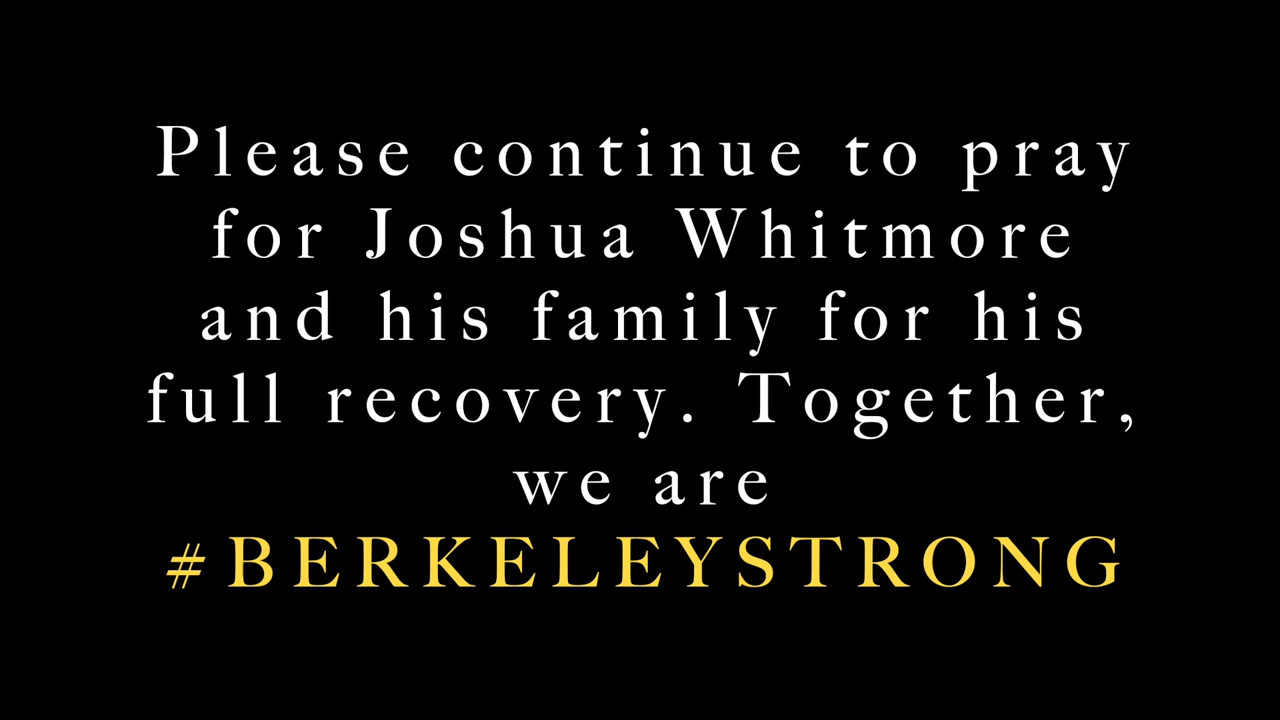 Please continue to pray
for Joshua Whitmore
and his family for his
full recovery. Together,
we are
#BERKELEYSTRONG